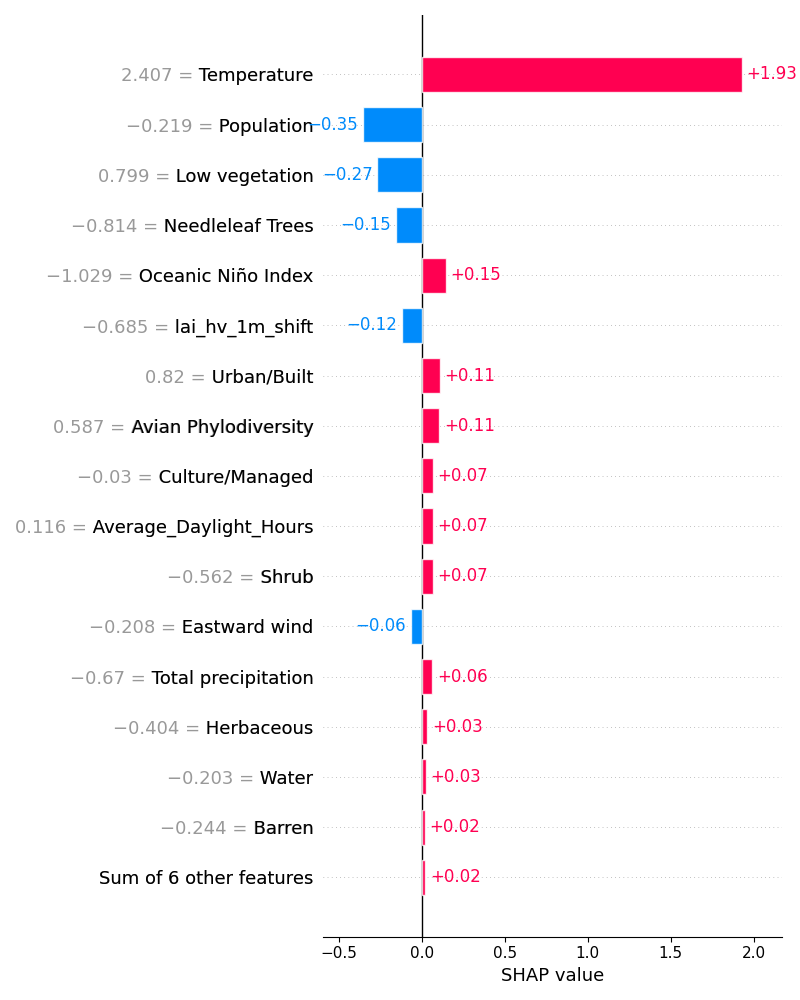 2.407 = Temperature +1.93
−0.219 = Population −0.35
0.799 = Low vegetation −0.27
−0.814 = Needleleaf Trees −0.15
−1.029 = Oceanic Niño Index +0.15
−0.685 = lai_hv_1m_shift −0.12
0.82 = Urban/Built +0.11
0.587 = Avian Phylodiversity +0.11
−0.03 = Culture/Managed +0.07
0.116 = Average_Daylight_Hours +0.07
−0.562 = Shrub +0.07
−0.208 = Eastward wind −0.06
−0.67 = Total precipitation +0.06
−0.404 = Herbaceous +0.03
−0.203 = Water +0.03
−0.244 = Barren +0.02
Sum of 6 other features +0.02
−0.5 0.0 0.5 1.0 1.5 2.0
SHAP value